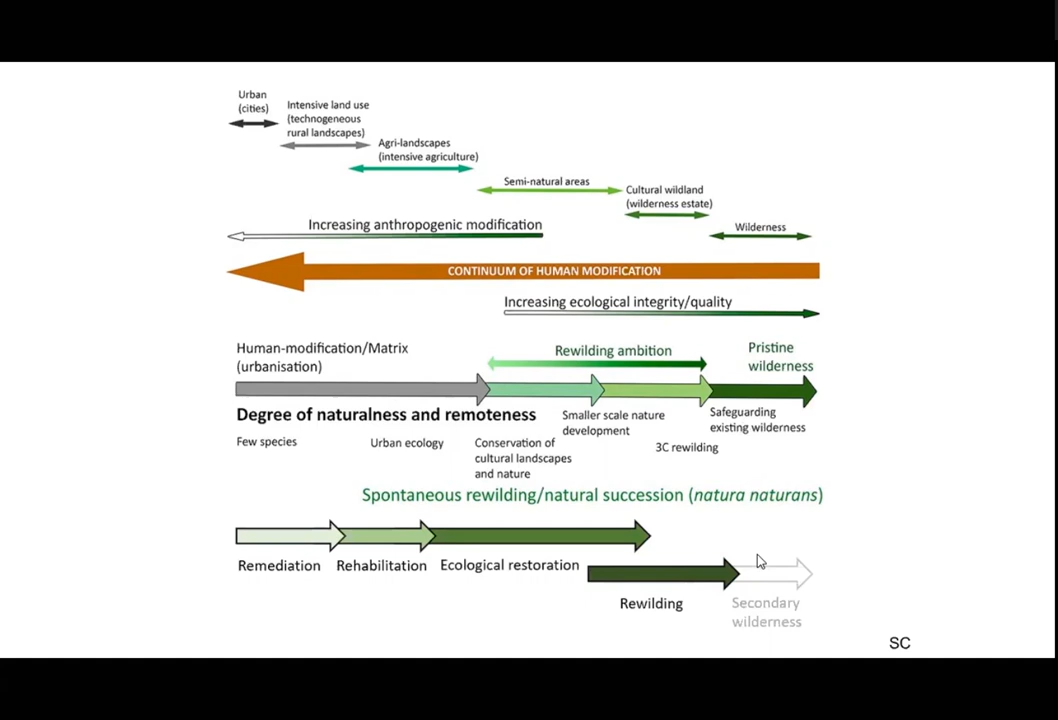 Urban
(cities)
Intensive land use
(technogeneous
rural landscapes)
Agri-landscapes
(intensive agriculture)
Semi-natural areas
Cultural wildland
(wilderness estate)
Wilderness
Increasing anthropogenic modification
CONTINUUM OF HUMAN MODIFICATION
Increasing ecological integrity/quality
Human-modification/Matrix
(urbanisation)
Rewilding ambition
Pristine
wilderness
Degree of naturalness and remoteness
Smaller scale nature
development
Safeguarding
existing wilderness
Few species
Urban ecology
Conservation of
cultural landscapes
and nature
3C rewilding
Spontaneous rewilding/natural succession (natura naturans)
Remediation
Rehabilitation
Ecological restoration
Rewilding
Secondary
wilderness
SC